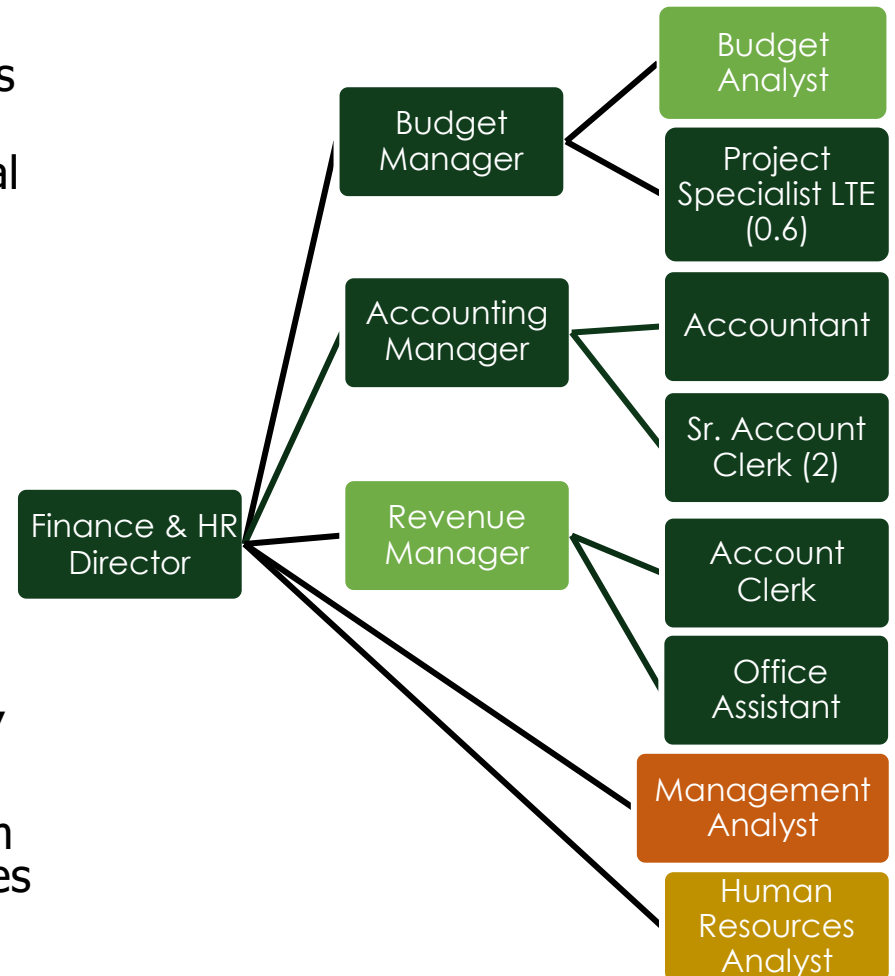 Budget
Analyst
Budget
Manager
Project
Specialist LTE
(0.6)
Accounting
Manager
Accountant
Sr. Account
Clerk (2)
Finance & HR
Director
Revenue
Manager
Account
Clerk
Office
Assistant
Management
Analyst
Human
Resources
Analyst